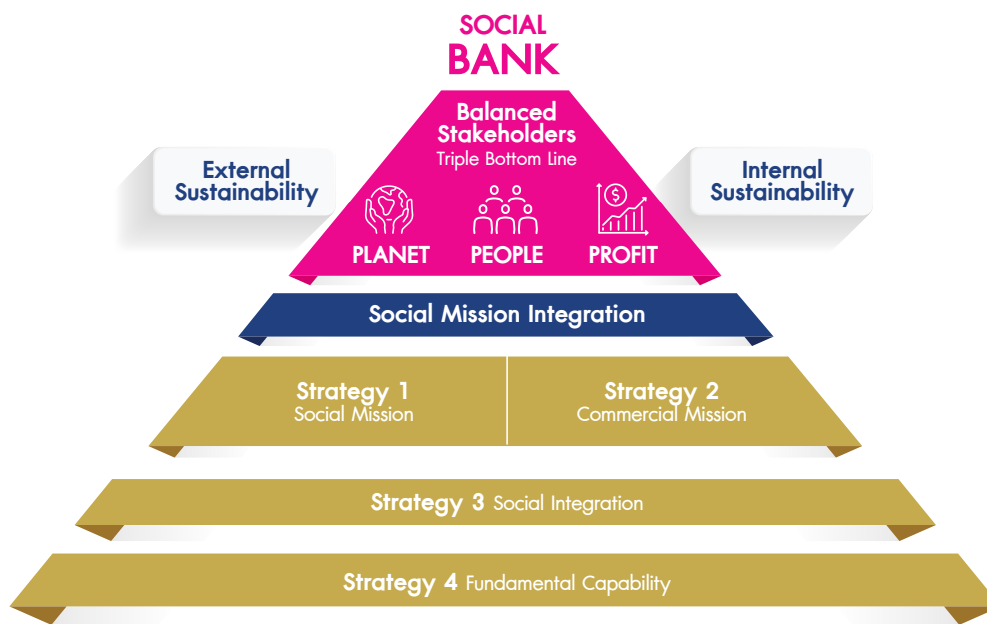 SOCIAL
BANK
Balanced
Stakeholders
Triple Bottom Line
External
Sustainability
Internal
Sustainability
$
PLANET PEOPLE PROFIT
Social Mission Integration
Strategy 1
Social Mission
Strategy 2
Commercial Mission
Strategy 3 Social Integration
Strategy 4 Fundamental Capability